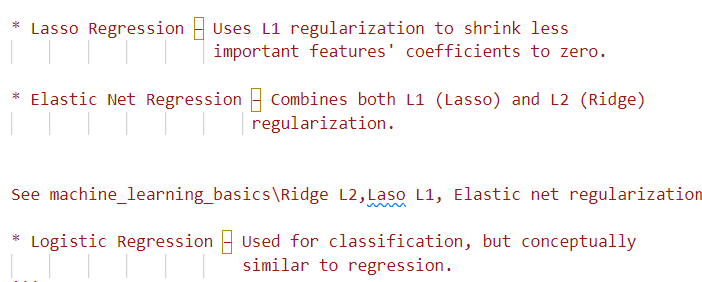 * Lasso Regression – Uses L1 regularization to shrink less
important features' coefficients to zero.
* Elastic Net Regression – Combines both L1 (Lasso) and L2 (Ridge)
regularization.
See machine_learning_basics\Ridge L2,Laso L1, Elastic net regularization
* Logistic Regression – Used for classification, but conceptually
similar to regression.